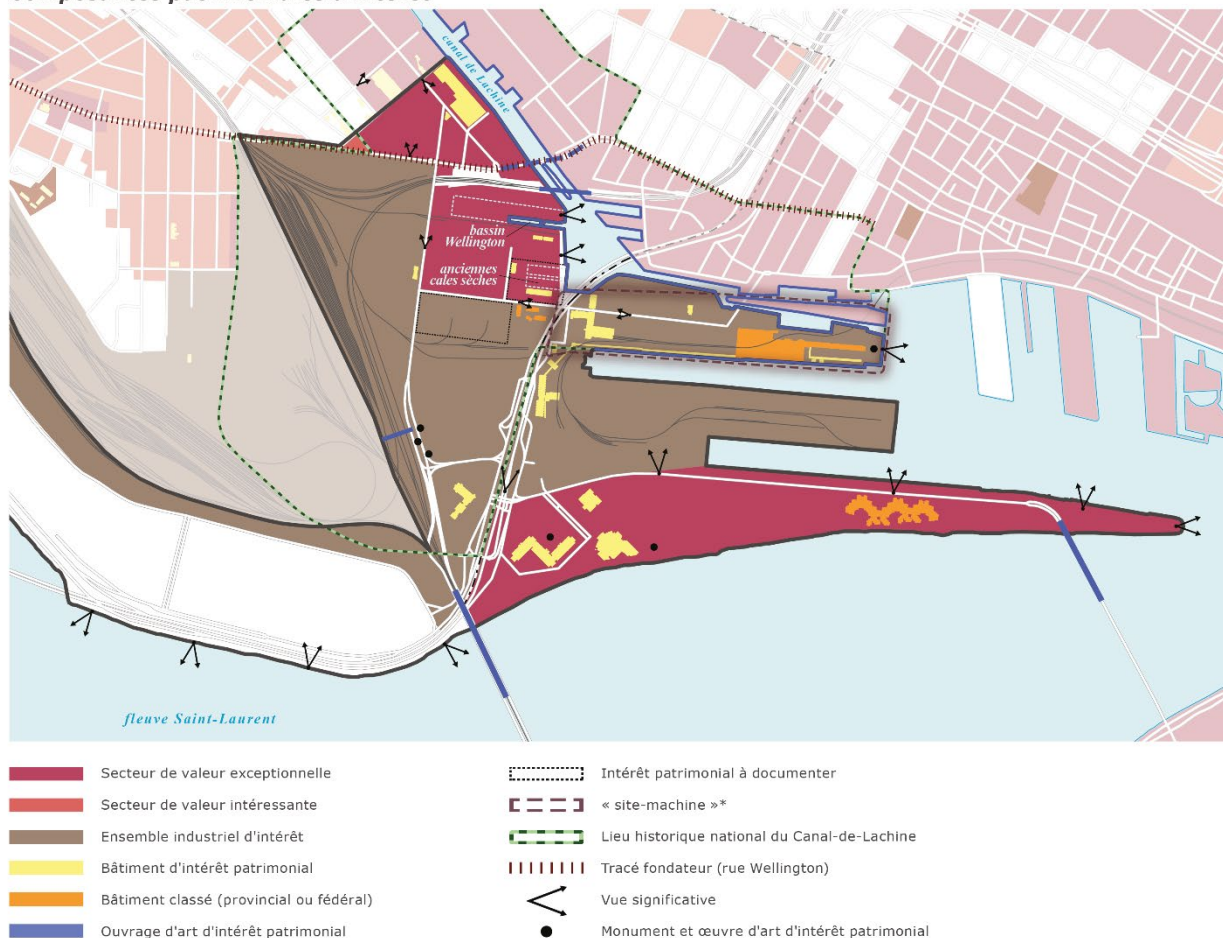 canal de Lachine
bassin
Wellington
anciennes
cales sèches
fleuve Saint-Laurent
Secteur de valeur exceptionnelle
Secteur de valeur intéressante
Ensemble industriel d'intérêt
Bâtiment d'intérêt patrimonial
Bâtiment classé (provincial ou fédéral)
Ouvrage d'art d'intérêt patrimonial
Intérêt patrimonial à documenter
« site-machine »*
Lieu historique national du Canal-de-Lachine
Tracé fondateur (rue Wellington)
Vue significative
Monument et œuvre d'art d'intérêt patrimonial